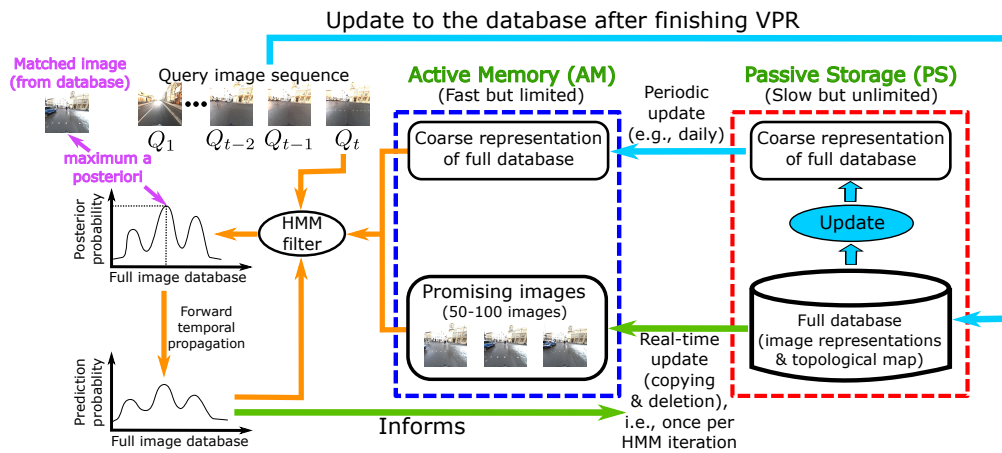 Update to the database after finishing VPR
Matched image
(from database)
Query image sequence
Q1
Qt−2
Qt−1
Qt
maximum a
posteriori
Posterior
probability
Full image database
HMM
filter
Forward
temporal
propagation
Prediction
probability
Full image database
Informs
Active Memory (AM)
(Fast but limited)
Coarse representation
of full database
Promising images
(50-100 images)
Periodic
update
(e.g., daily)
Real-time
update
(copying
& deletion),
i.e., once per
HMM iteration
Passive Storage (PS)
(Slow but unlimited)
Coarse representation
of full database
Update
Full database
(image representations
& topological map)